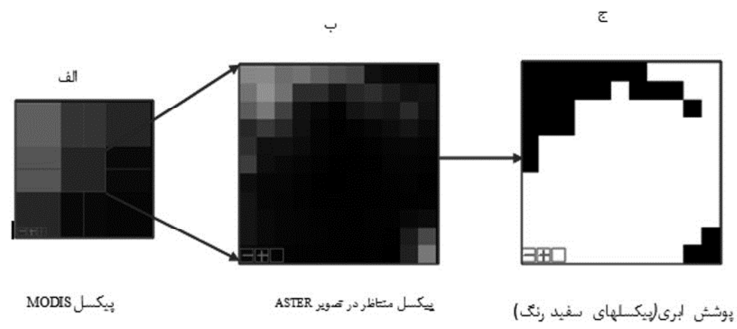 الف
ب
ج
پیکسل MODIS
پیکسل متناظر در تصویر ASTER
پوشش ابری(پیکسلهای سفید رنگ)